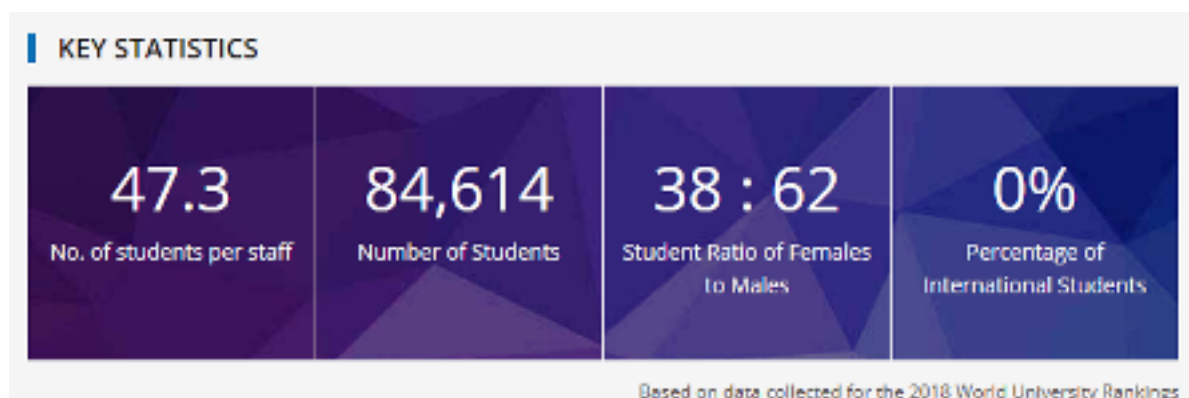 KEY STATISTICS
47.3
No. of students per staff
84,614
Number of Students
38 : 62
Student Ratio of Females
to Males
0%
Percentage of
International Students
Based on data collected for the 2018 World University Rankings